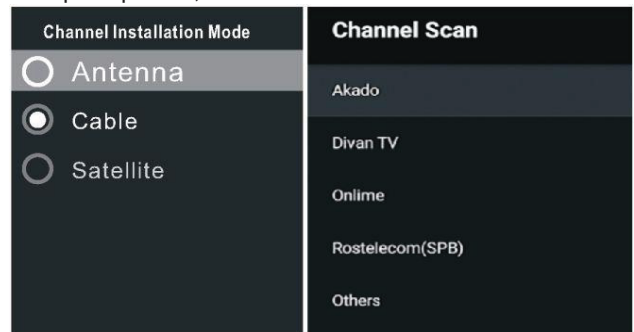 Channel Installation Mode
Antenna
Cable
Satellite
Channel Scan
Akado
Divan TV
Onlime
Rostelecom(SPB)
Others